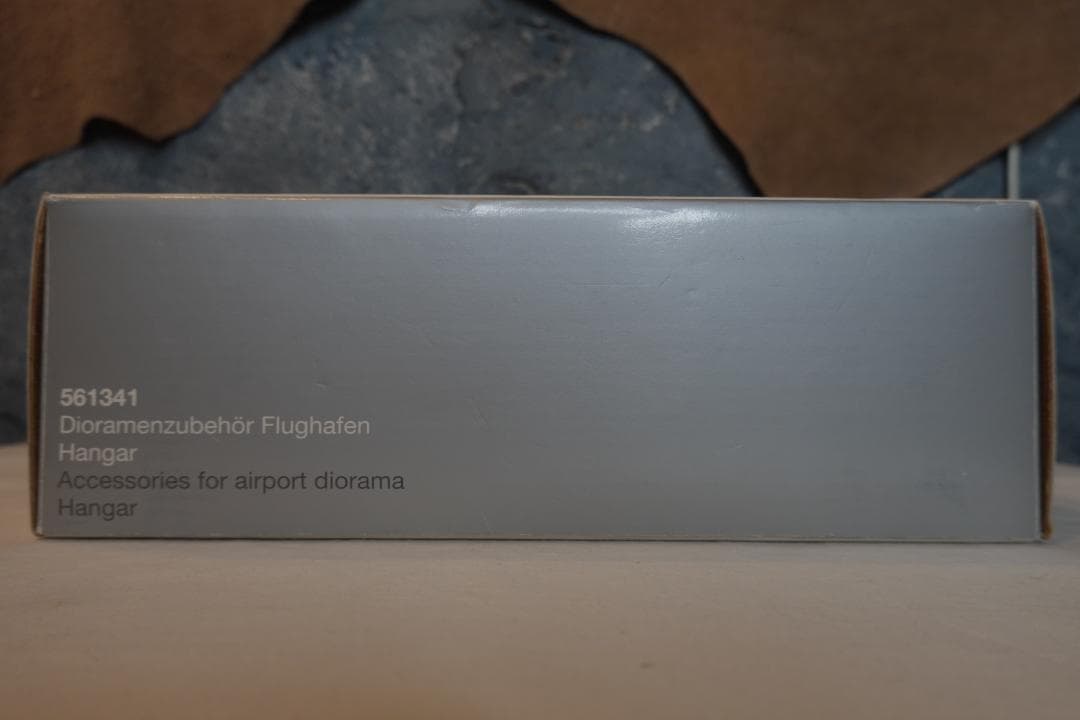 561341
Dioramenzubehör Flughafen
Hangar
Accessories for airport diorama
Hangar